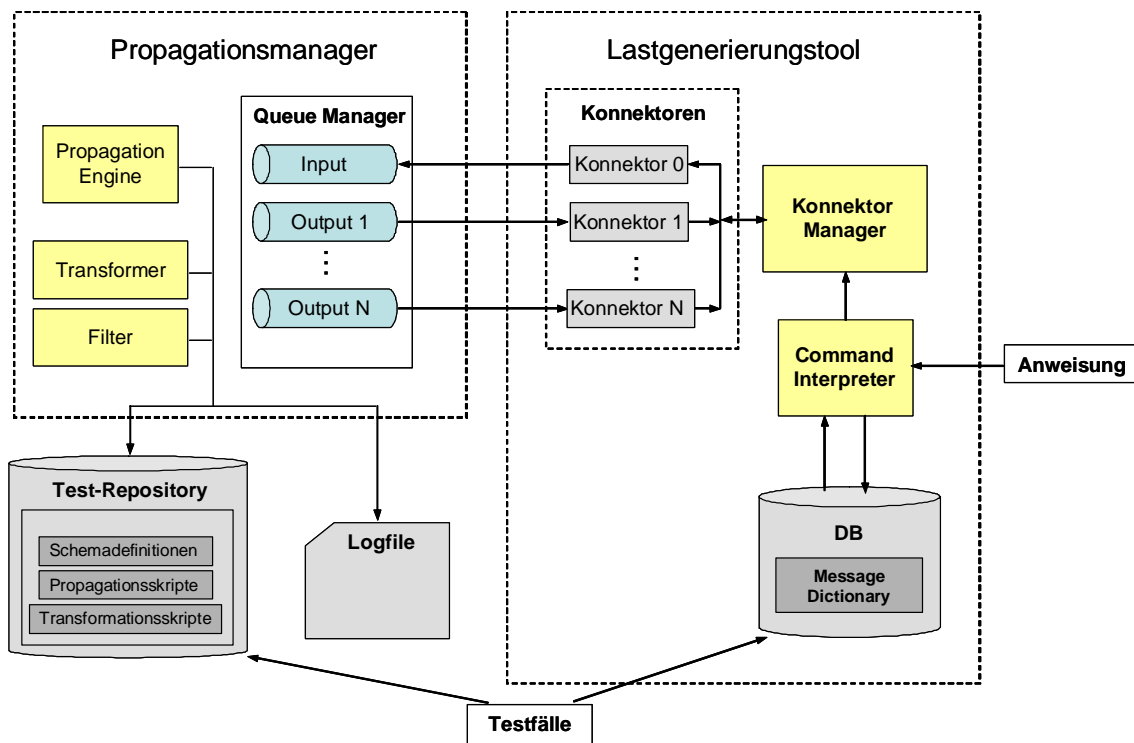 Propagationsmanager
Queue Manager
Propagation
Engine
Transformer
Filter
Input
Output 1
Output N
Lastgenerierungstool
Konnektoren
Konnektor 0
Konnektor 1
Konnektor N
Konnektor
Manager
Command
Interpreter
Anweisung
Test-Repository
Schemadefinitionen
Propagationsskripte
Transformationsskripte
Logfile
DB
Message
Dictionary
Testfälle